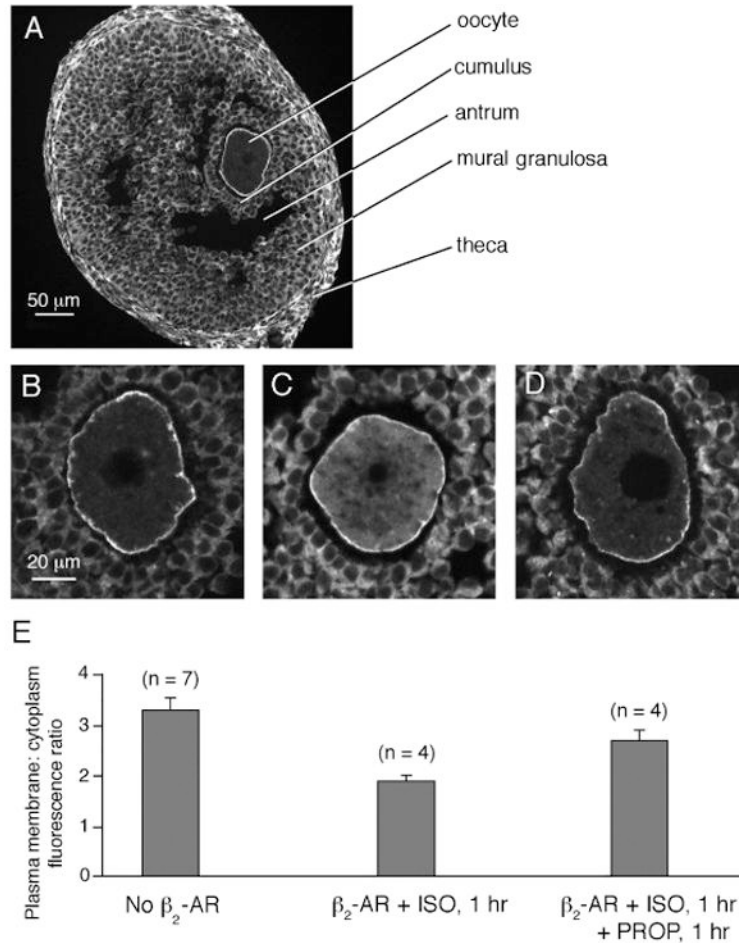 A
oocyte
cumulus
antrum
mural granulosa
theca
50 μm
B
C
D
20 μm
E
Plasma membrane: cytoplasm
fluorescence ratio
4
3
2
1
0
(n = 7)
(n = 4)
(n = 4)
No β₂-AR
β₂-AR + ISO, 1 hr
β₂-AR + ISO, 1 hr
+ PROP, 1 hr